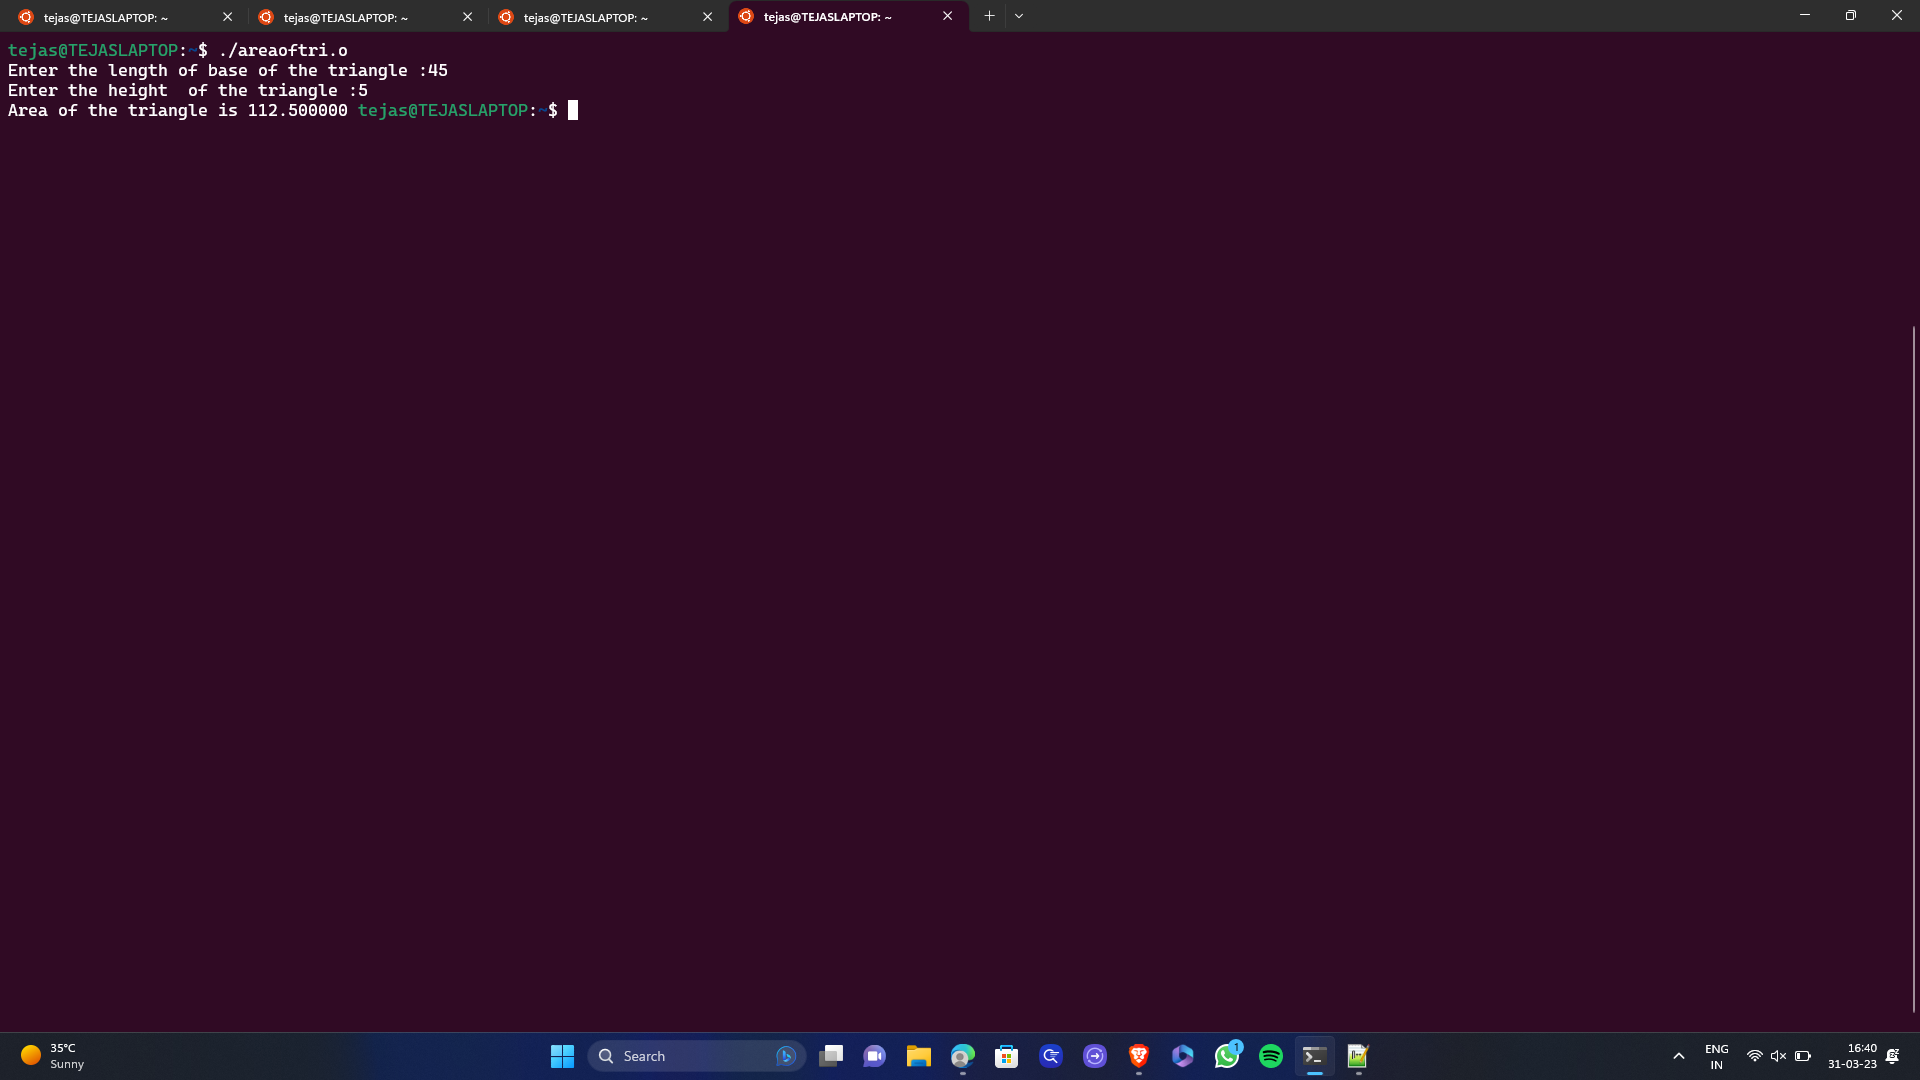 tejas@TEJASLAPTOP: ~
tejas@TEJASLAPTOP: ~
tejas@TEJASLAPTOP: ~
tejas@TEJASLAPTOP: ~
tejas@TEJASLAPTOP:~$ ./areaoftri.o
Enter the length of base of the triangle :45
Enter the height  of the triangle :5
Area of the triangle is 112.500000 tejas@TEJASLAPTOP:~$
35°C
Sunny
Search
1
ENG
IN
16:40
31-03-23